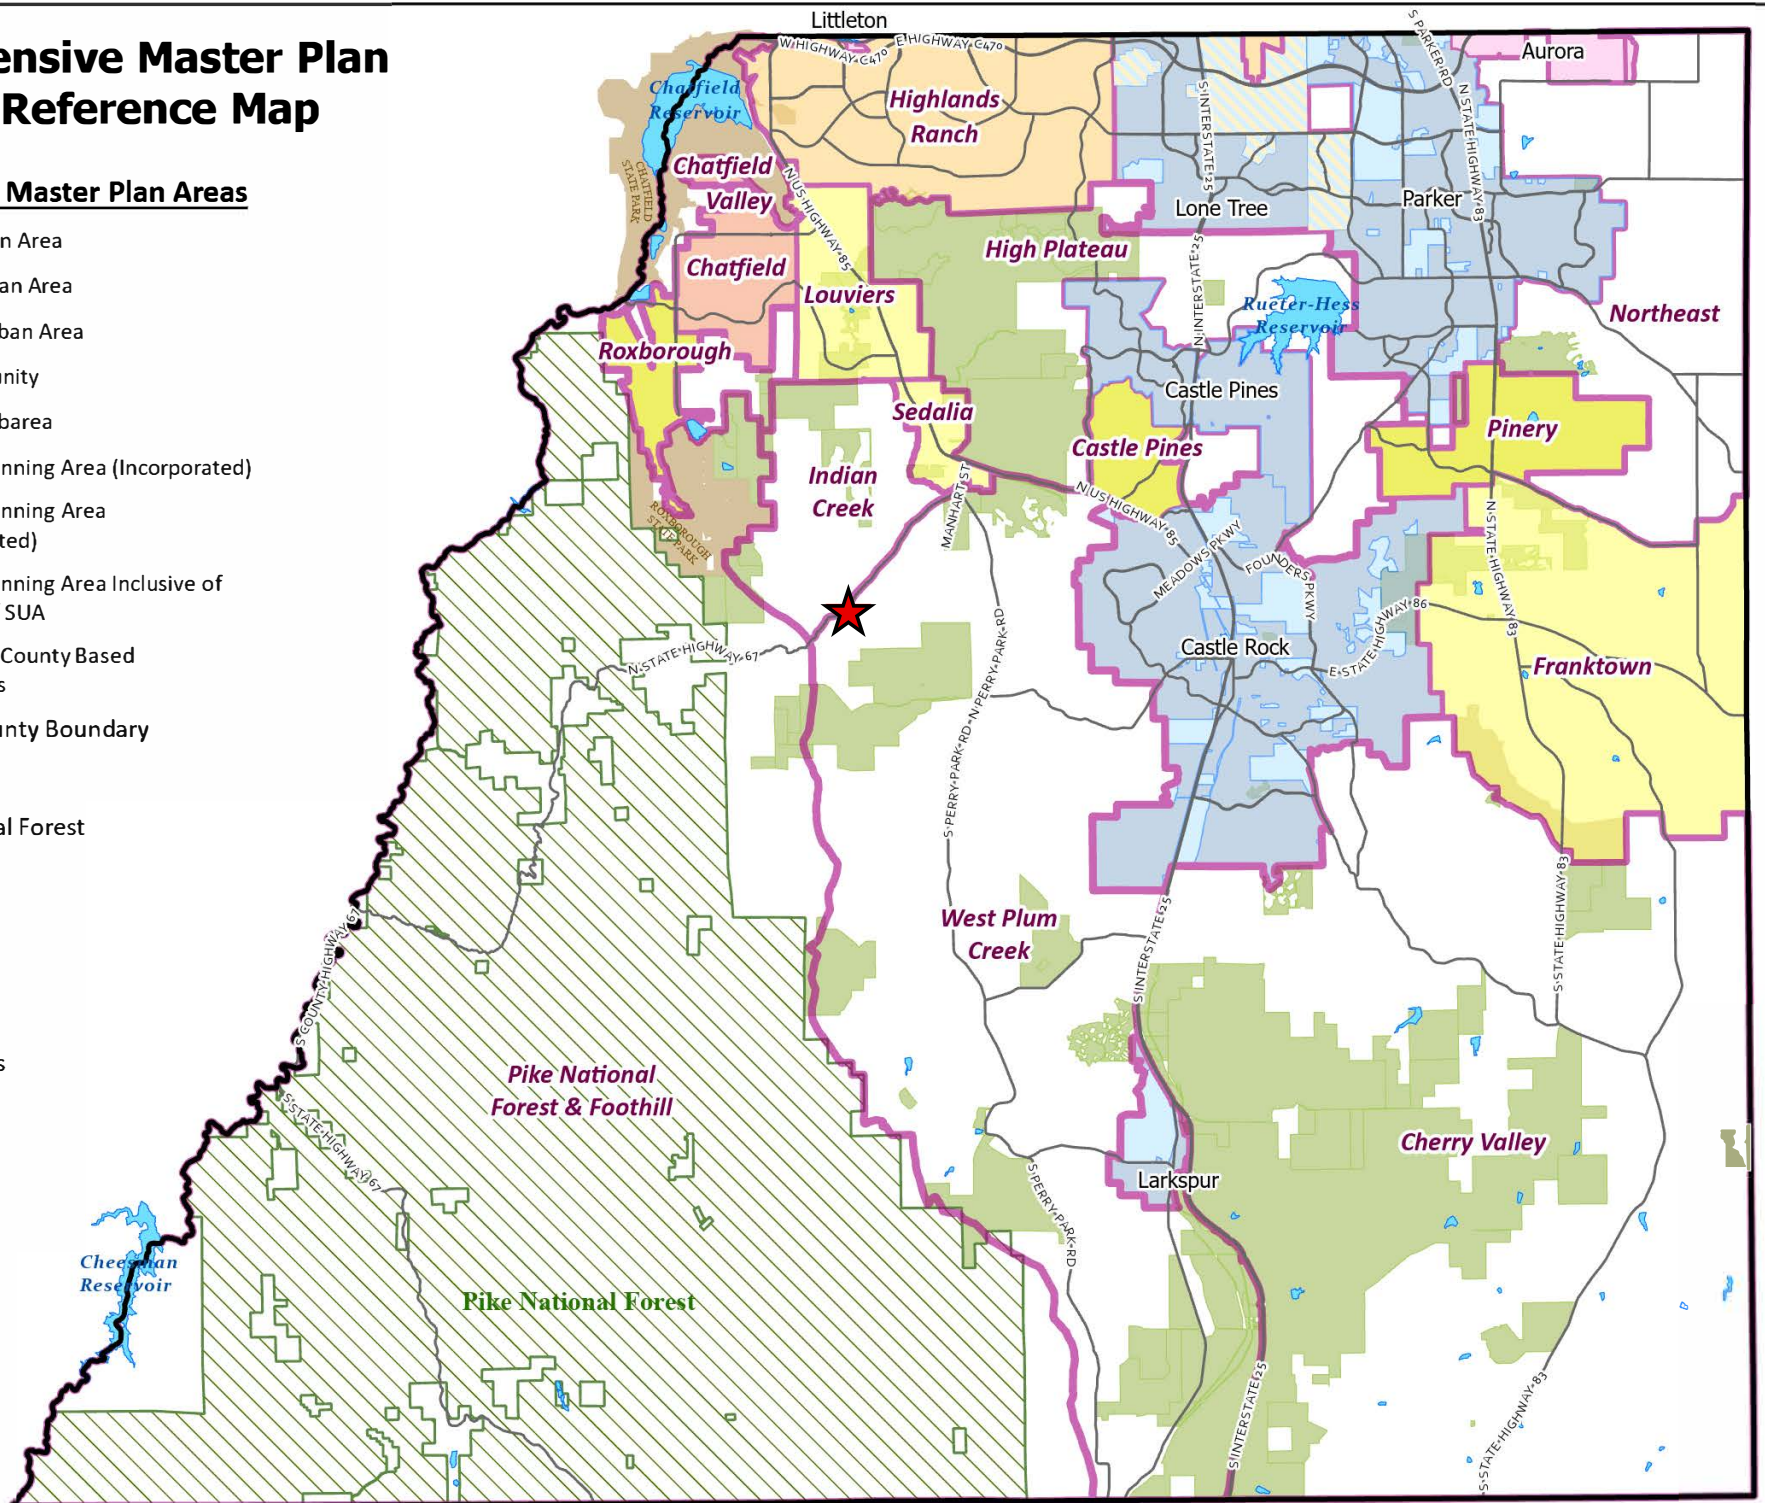 ensive Master Plan
Reference Map
Master Plan Areas
n Area
an Area
ban Area
nity
barea
nning Area (Incorporated)
nning Area
ted)
nning Area Inclusive of
SUA
County Based
s
nty Boundary
al Forest
s
Littleton
W HIGHWAY C470
E HIGHWAY C470
S PARKER RD
Aurora
Chatfield
Reservoir
Highlands
Ranch
S INTERSTATE 25
N STATE HIGHWAY 83
CHATFIELD
STATE PARK
Chatfield
Valley
N US HIGHWAY 85
Lone Tree
Parker
High Plateau
N INTERSTATE 25
Chatfield
Louviers
Rueter-Hess
Reservoir
Northeast
Roxborough
Castle Pines
Sedalia
Castle Pines
Pinery
Indian
Creek
MANHART ST
N US HIGHWAY 85
ROXBOROUGH
STATE PARK
MEADOWS PKWY
FOUNDERS PKWY
N STATE HIGHWAY 83
E STATE HIGHWAY 86
Castle Rock
N STATE HIGHWAY 67
N PERRY PARK RD
S PERRY PARK RD
Franktown
S STATE HIGHWAY 83
West Plum
Creek
S INTERSTATE 25
S COUNTY HIGHWAY 67
Pike National
Forest & Foothill
S STATE HIGHWAY 67
Cherry Valley
Larkspur
S PERRY PARK RD
Cheesman
Reservoir
Pike National Forest
S INTERSTATE 25
S STATE HIGHWAY 83